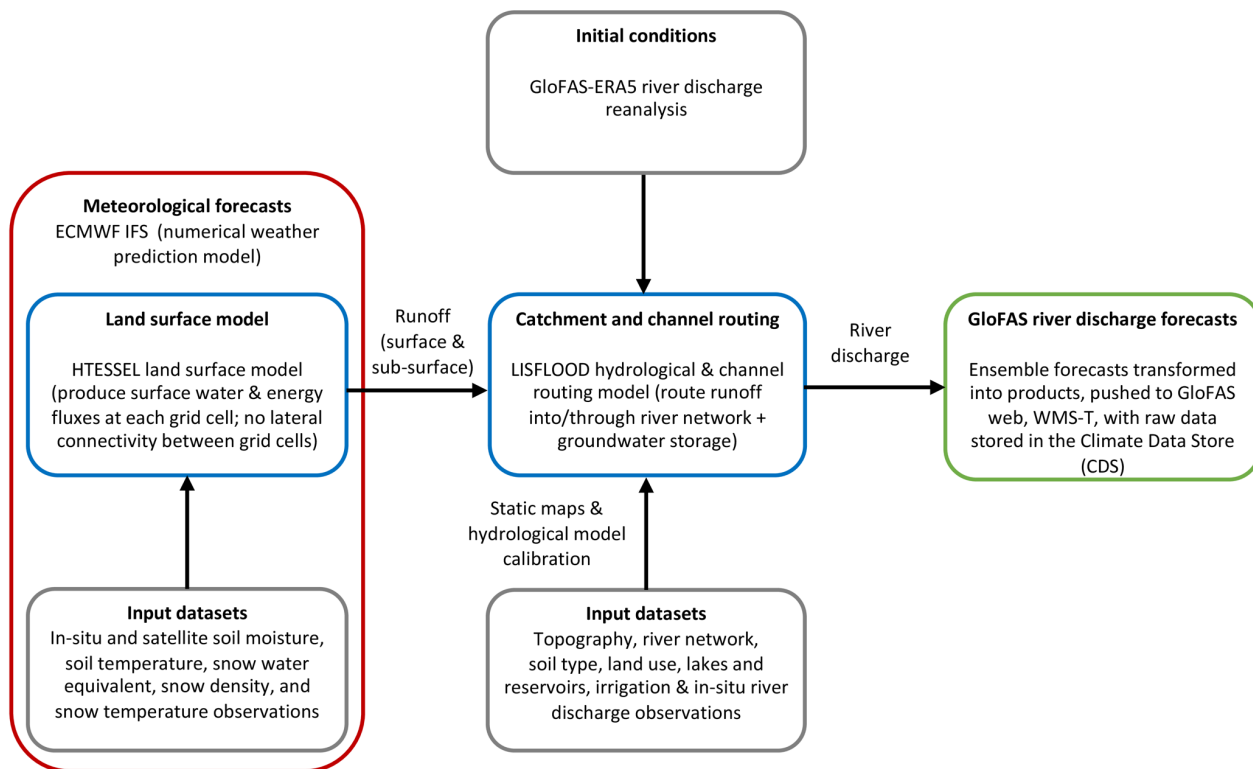 Initial conditions
GloFAS-ERA5 river discharge
reanalysis
Meteorological forecasts
ECMWF IFS  (numerical weather
prediction model)
Land surface model
HTESSEL land surface model
(produce surface water & energy
fluxes at each grid cell; no lateral
connectivity between grid cells)
Runoff
(surface &
sub-surface)
Catchment and channel routing
LISFLOOD hydrological & channel
routing model (route runoff
into/through river network +
groundwater storage)
River
discharge
GloFAS river discharge forecasts
Ensemble forecasts transformed
into products, pushed to GloFAS
web, WMS-T, with raw data
stored in the Climate Data Store
(CDS)
Static maps &
hydrological model
calibration
Input datasets
In-situ and satellite soil moisture,
soil temperature, snow water
equivalent, snow density, and
snow temperature observations
Input datasets
Topography, river network,
soil type, land use, lakes and
reservoirs, irrigation & in-situ river
discharge observations